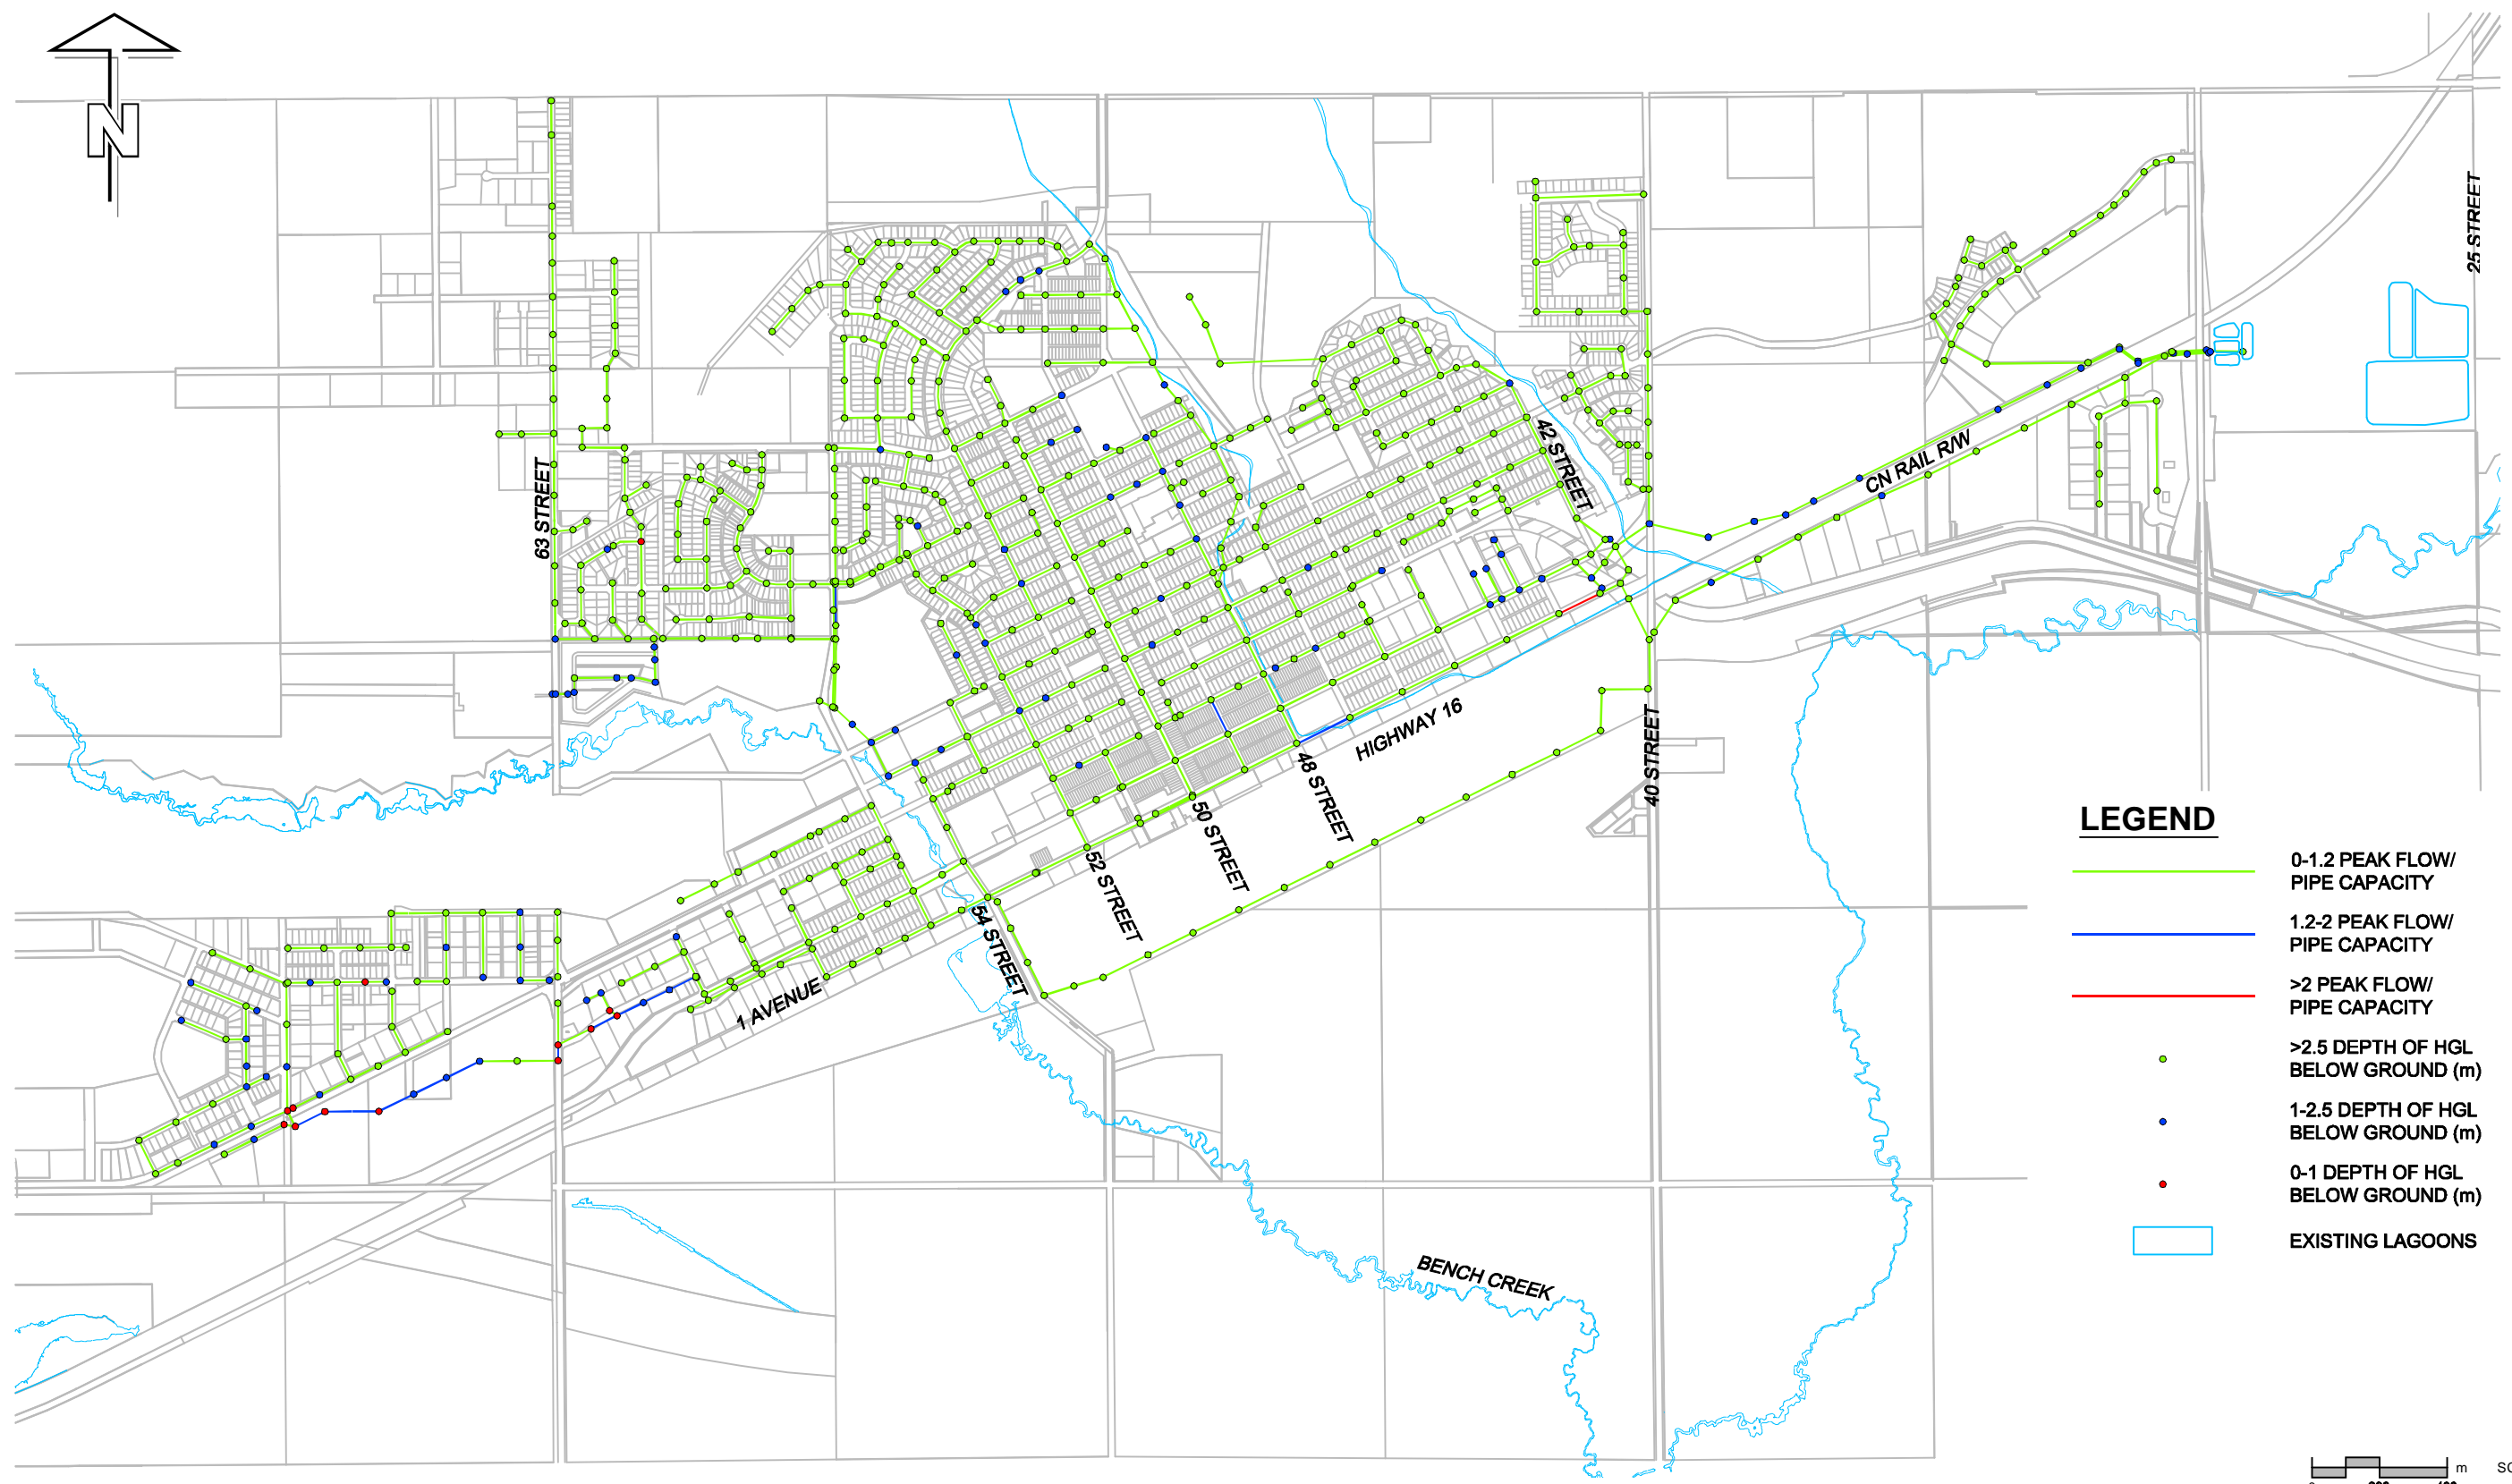 N
25 STREET
42 STREET
CN RAIL R/W
63 STREET
HIGHWAY 16
40 STREET
48 STREET
50 STREET
52 STREET
54 STREET
1 AVENUE
BENCH CREEK
LEGEND
0-1.2 PEAK FLOW/
PIPE CAPACITY
1.2-2 PEAK FLOW/
PIPE CAPACITY
>2 PEAK FLOW/
PIPE CAPACITY
>2.5 DEPTH OF HGL
BELOW GROUND (m)
1-2.5 DEPTH OF HGL
BELOW GROUND (m)
0-1 DEPTH OF HGL
BELOW GROUND (m)
EXISTING LAGOONS
m